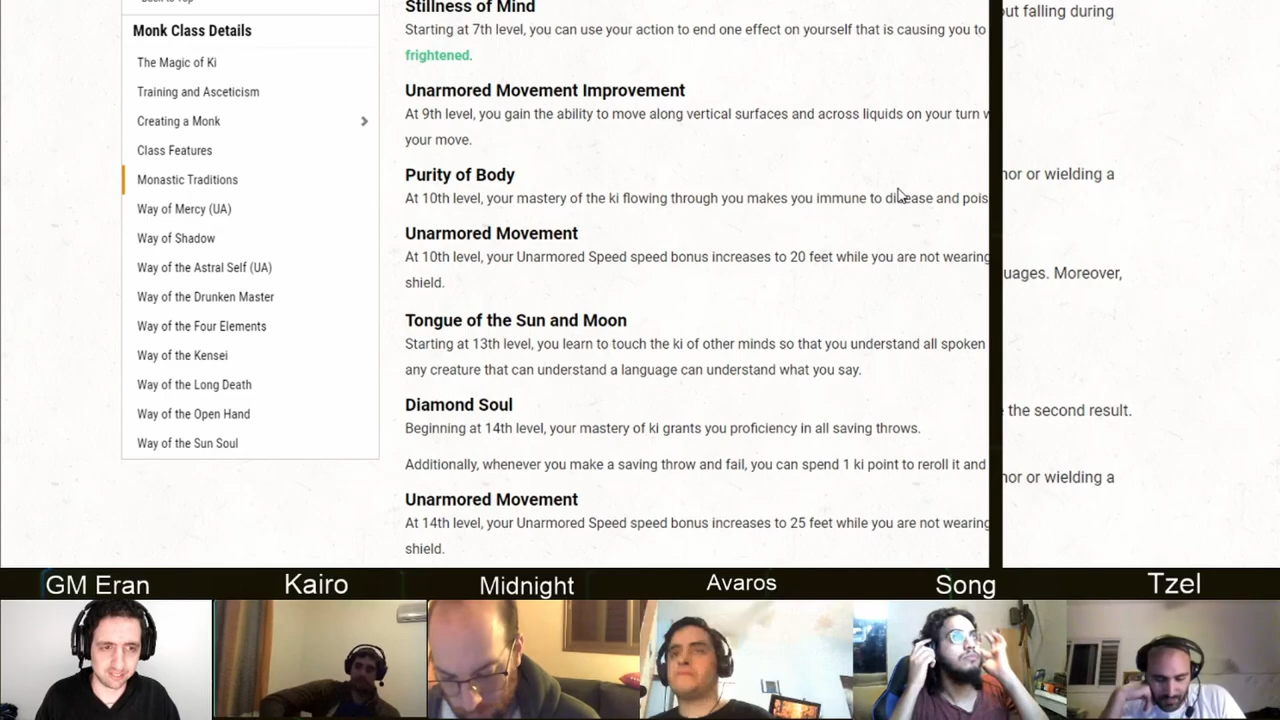 Monk Class Details
The Magic of Ki
Training and Asceticism
Creating a Monk
Class Features
Monastic Traditions
Way of Mercy (UA)
Way of Shadow
Way of the Astral Self (UA)
Way of the Drunken Master
Way of the Four Elements
Way of the Kensei
Way of the Long Death
Way of the Open Hand
Way of the Sun Soul
Stillness of Mind
Starting at 7th level, you can use your action to end one effect on yourself that is causing you to
frightened.
Unarmored Movement Improvement
At 9th level, you gain the ability to move along vertical surfaces and across liquids on your turn
your move.
Purity of Body
At 10th level, your mastery of the ki flowing through you makes you immune to disease and pois
Unarmored Movement
At 10th level, your Unarmored Speed speed bonus increases to 20 feet while you are not wearing
shield.
Tongue of the Sun and Moon
Starting at 13th level, you learn to touch the ki of other minds so that you understand all spoken
any creature that can understand a language can understand what you say.
Diamond Soul
Beginning at 14th level, your mastery of ki grants you proficiency in all saving throws.
Additionally, whenever you make a saving throw and fail, you can spend 1 ki point to reroll it and
Unarmored Movement
At 14th level, your Unarmored Speed speed bonus increases to 25 feet while you are not wearing
shield.
out falling during
nor or wielding a
uages. Moreover,
the second result.
nor or wielding a
GM Eran
Kairo
Midnight
Avaros
Song
Tzel